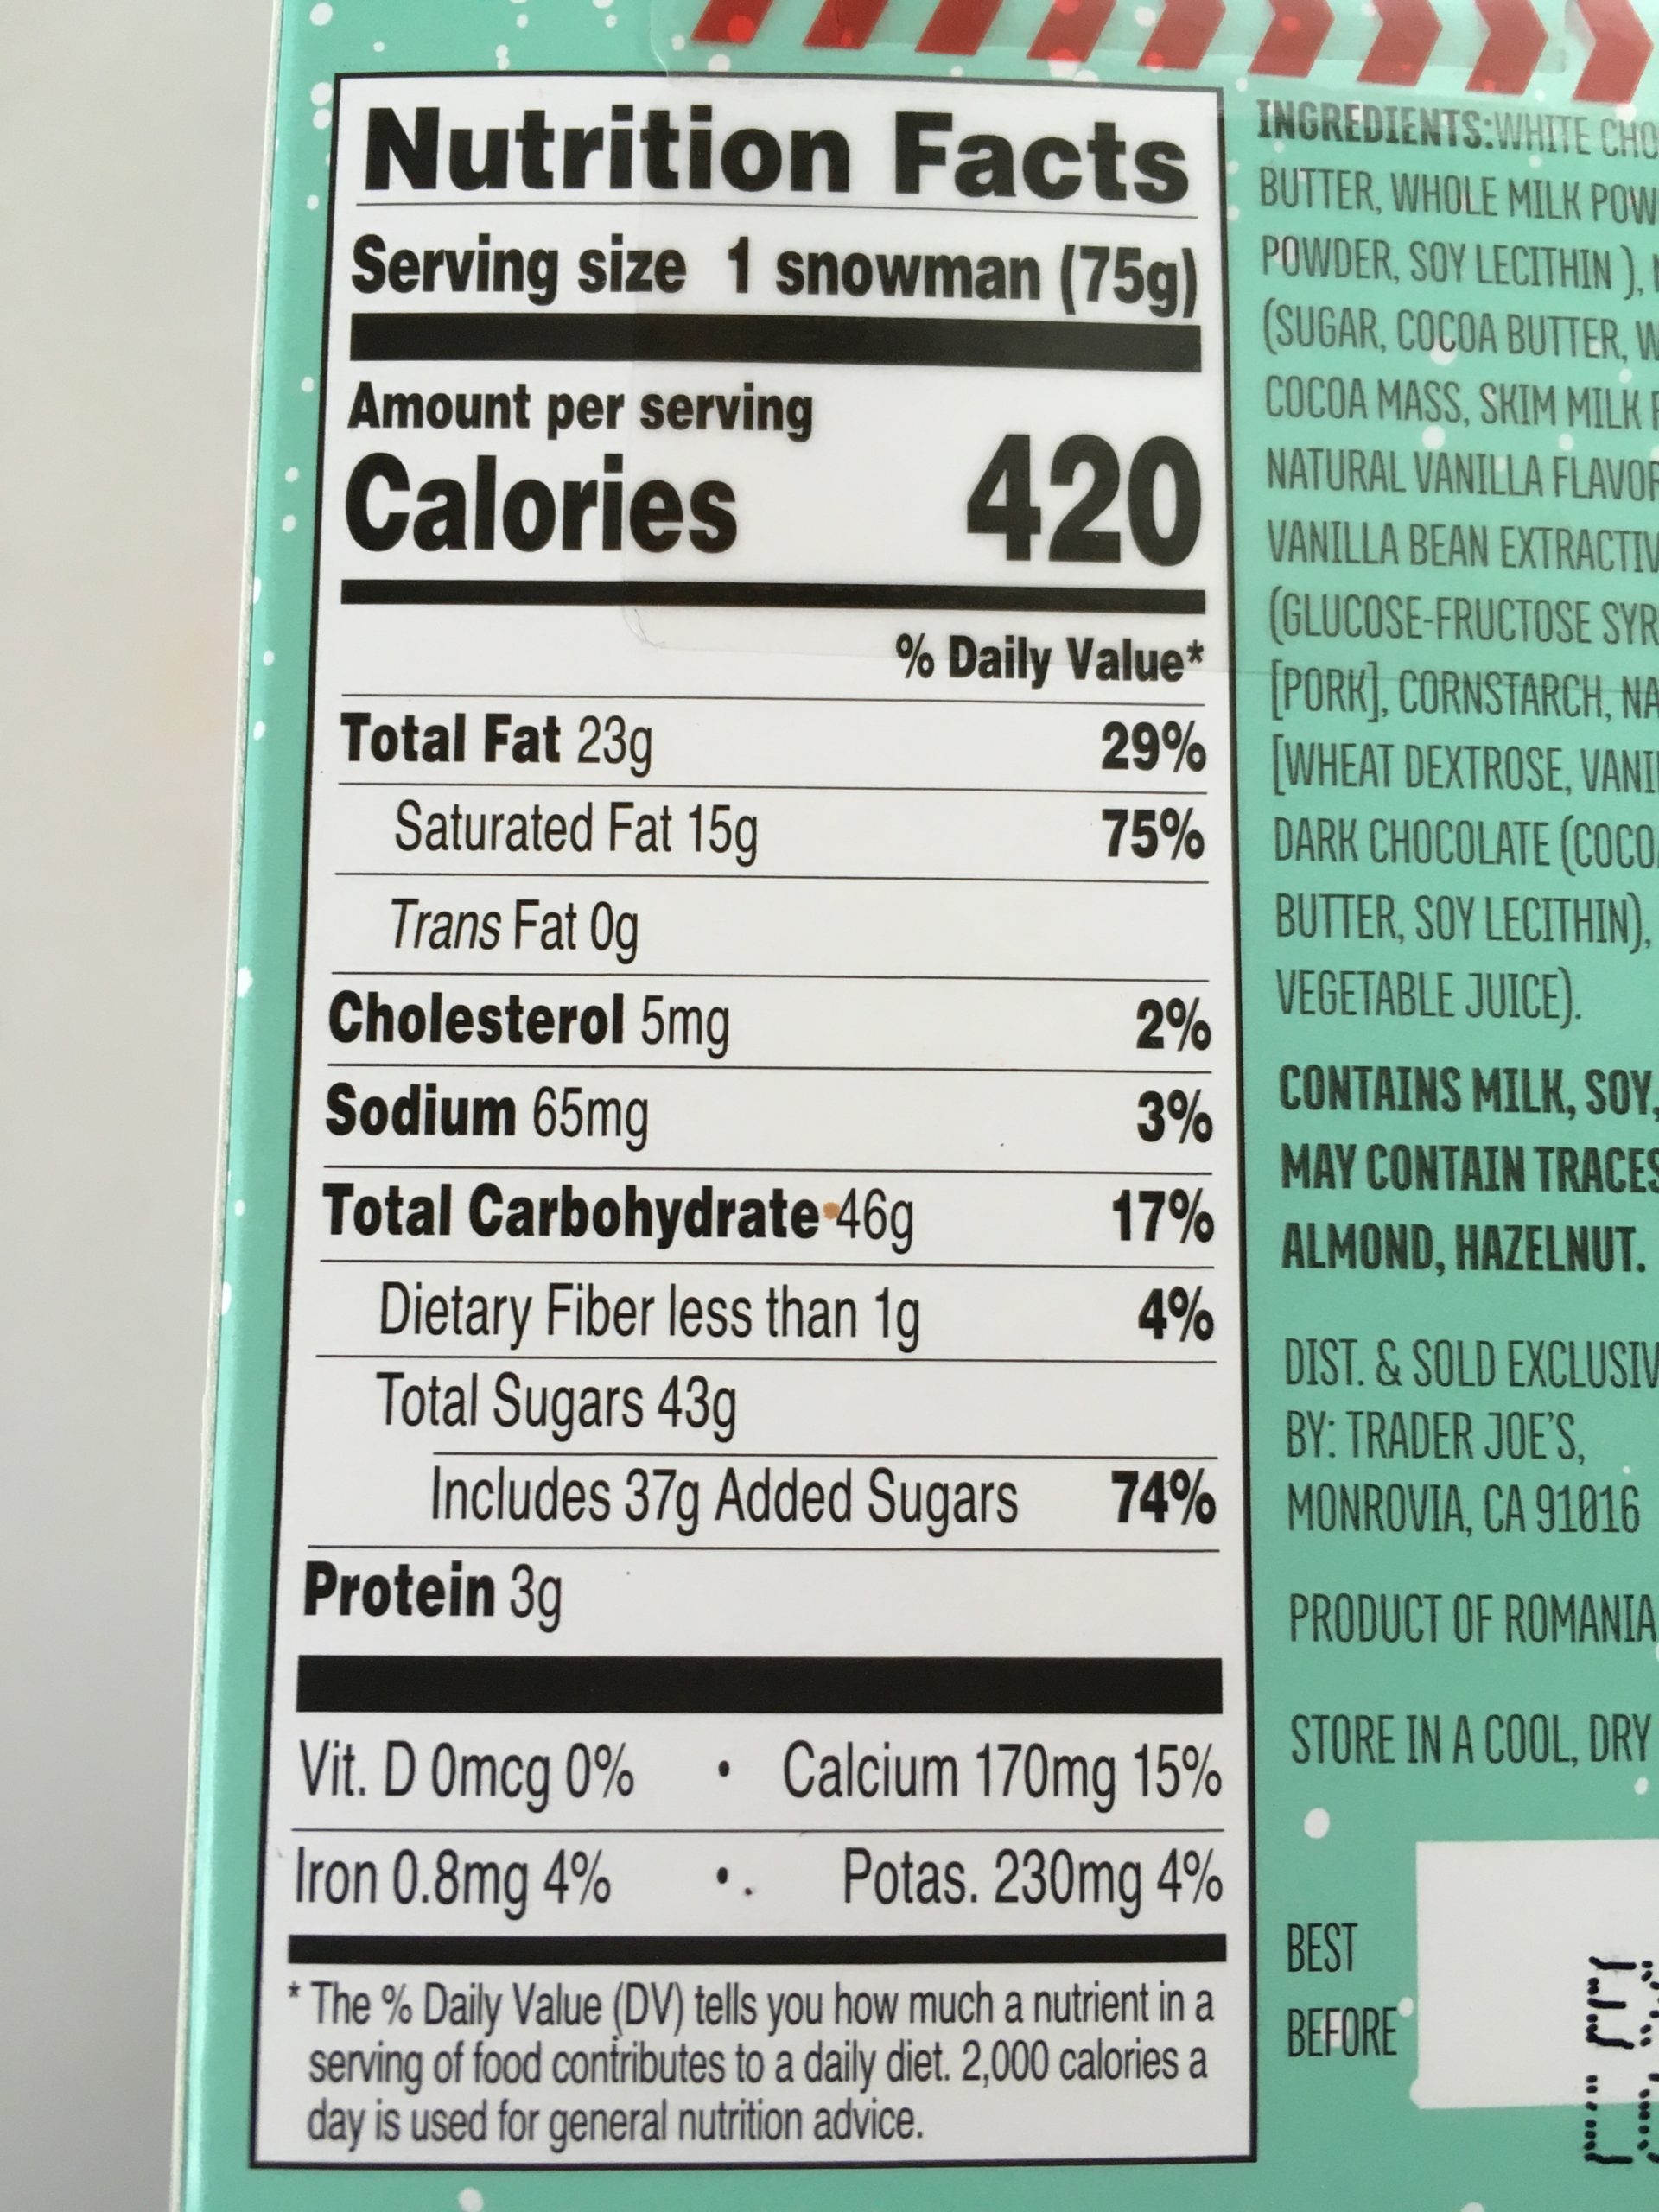 Nutrition Facts
Serving size 1 snowman (75g)
Amount per serving
Calories 420
% Daily Value*
Total Fat 23g 29%
Saturated Fat 15g 75%
Trans Fat 0g
Cholesterol 5mg 2%
Sodium 65mg 3%
Total Carbohydrate 46g 17%
Dietary Fiber less than 1g 4%
Total Sugars 43g
Includes 37g Added Sugars 74%
Protein 3g
Vit. D 0mcg 0% • Calcium 170mg 15%
Iron 0.8mg 4% • Potas. 230mg 4%
* The % Daily Value (DV) tells you how much a nutrient in a
serving of food contributes to a daily diet. 2,000 calories a
day is used for general nutrition advice.
INGREDIENTS: WHITE
BUTTER, WHOLE MILK
POWDER, SOY LECITHIN ),
(SUGAR, COCOA BUTTER,
COCOA MASS, SKIM MILK
NATURAL VANILLA
VANILLA BEAN
(GLUCOSE-FRUCTOSE
[PORK], CORNSTARCH,
[WHEAT DEXTROSE,
DARK CHOCOLATE
BUTTER, SOY LECITHIN),
VEGETABLE JUICE).
CONTAINS MILK, SOY,
MAY CONTAIN TRACES
ALMOND, HAZELNUT.
DIST. & SOLD
BY: TRADER JOE'S,
MONROVIA, CA 91016
PRODUCT OF ROMANIA
STORE IN A COOL, DRY
BEST
BEFORE